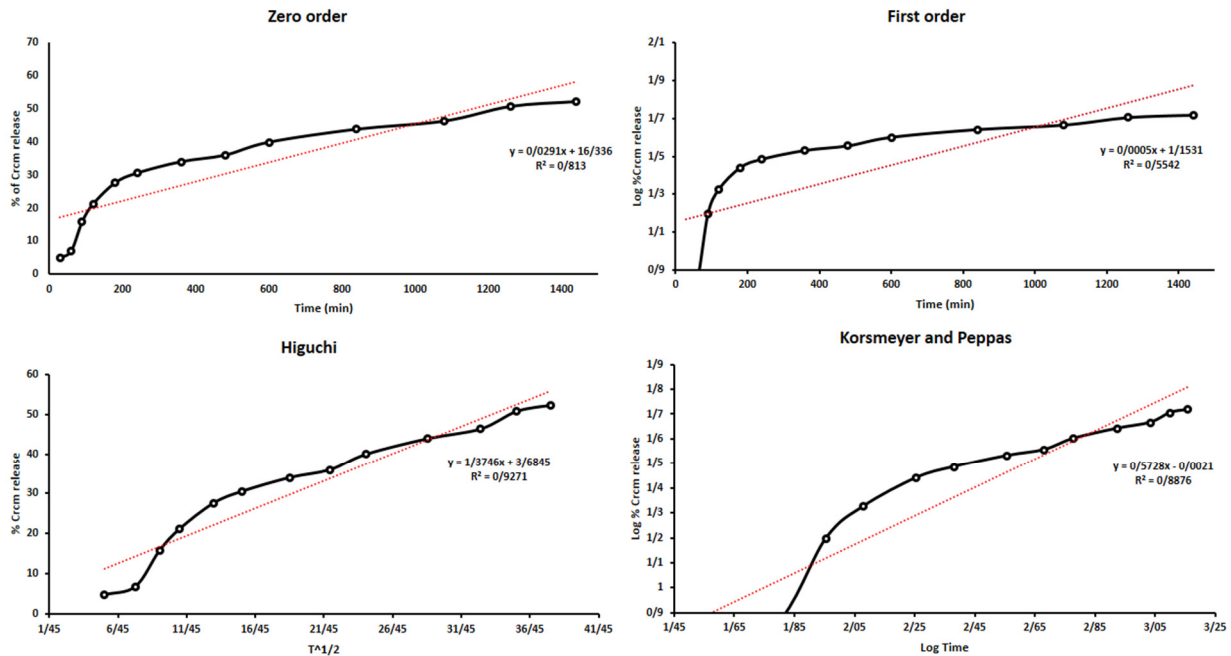 Zero order
70
60
50
40
30
20
10
0
% of Crcm release
y = 0/0291x + 16/336
R² = 0/813
0 200 400 600 800 1000 1200 1400
Time (min)
First order
2/1
1/9
1/7
1/5
1/3
1/1
0/9
Log %Crcm release
y = 0/0005x + 1/1531
R² = 0/5542
0 200 400 600 800 1000 1200 1400
Time (min)
Higuchi
60
50
40
30
20
10
0
% Crcm release
y = 1/3746x + 3/6845
R² = 0/9271
1/45 6/45 11/45 16/45 21/45 26/45 31/45 36/45 41/45
T^1/2
Korsmeyer and Peppas
1/9
1/8
1/7
1/6
1/5
1/4
1/3
1/2
1/1
1
0/9
Log % Crcm release
y = 0/5728x - 0/0021
R² = 0/8876
1/45 1/65 1/85 2/05 2/25 2/45 2/65 2/85 3/05 3/25
Log Time